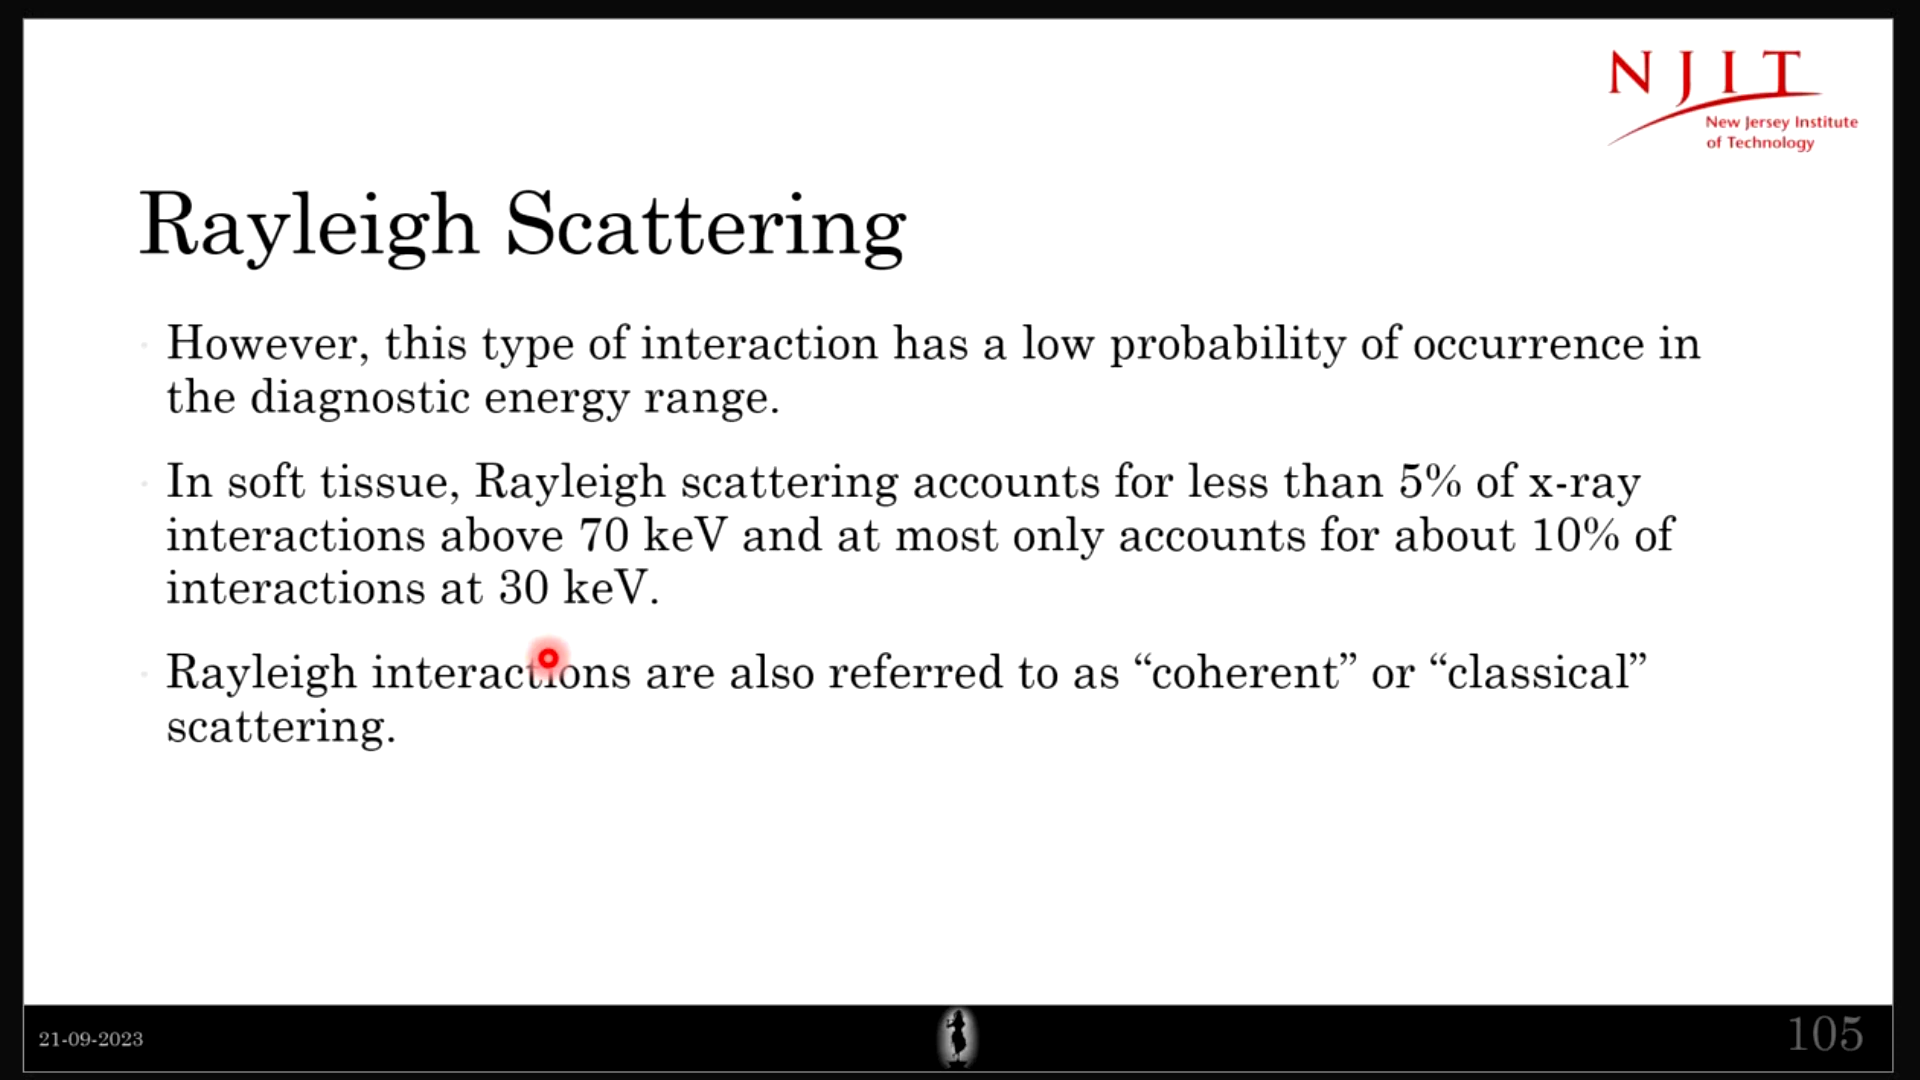 NJIT
New Jersey Institute
of Technology
Rayleigh Scattering
However, this type of interaction has a low probability of occurrence in
the diagnostic energy range.
In soft tissue, Rayleigh scattering accounts for less than 5% of x-ray
interactions above 70 keV and at most only accounts for about 10% of
interactions at 30 keV.
Rayleigh interactions are also referred to as “coherent” or “classical”
scattering.
21-09-2023
105